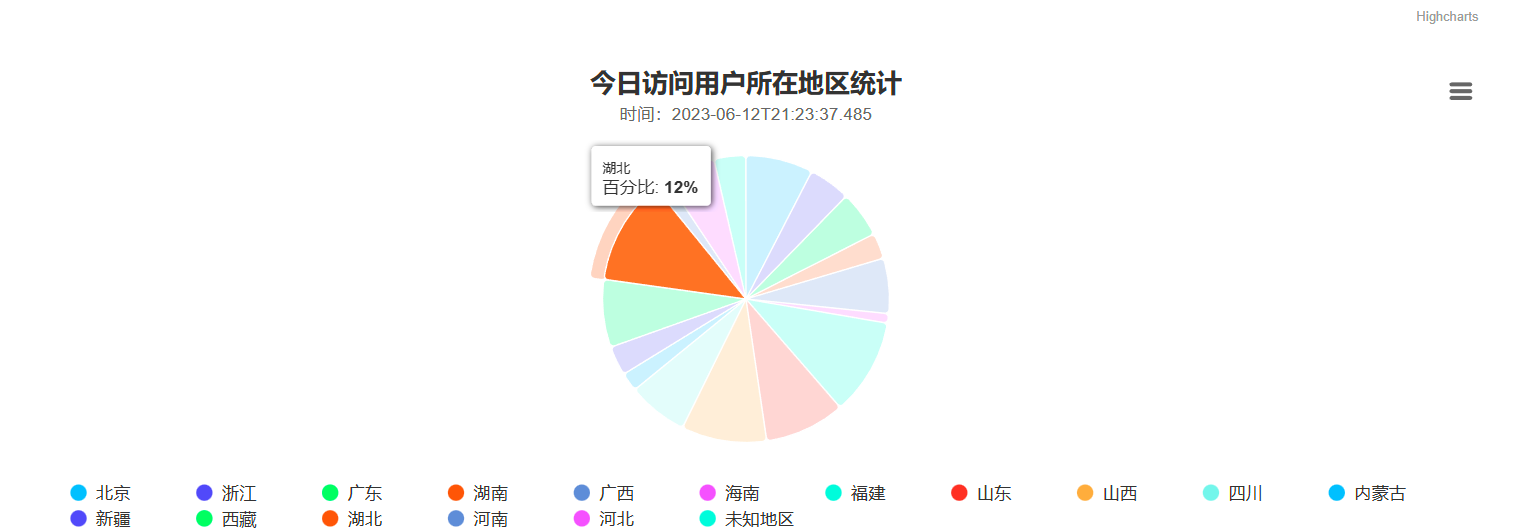 Highcharts
今日访问用户所在地区统计
时间：2023-06-12T21:23:37.485
湖北
百分比: 12%
北京 浙江 广东 湖南 广西 海南 福建 山东 山西 四川 内蒙古
新疆 西藏 湖北 河南 河北 未知地区